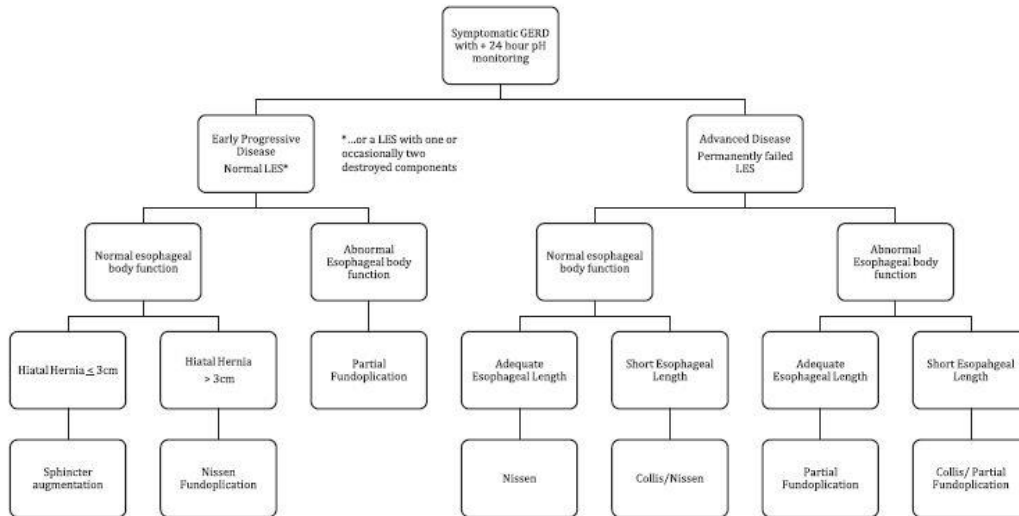 Symptomatic GERD
with + 24 hour pH
monitoring
Early Progressive
Disease
Normal LES*
*...or a LES with one or
occasionally two
destroyed components
Advanced Disease
Permanently failed
LES
Normal esophageal
body function
Abnormal
Esophageal body
function
Normal esophageal
body function
Abnormal
Esophageal body
function
Hiatal Hernia ≤ 3cm
Hiatal Hernia
> 3cm
Partial
Fundoplication
Adequate
Esophageal Length
Short Esophageal
Length
Adequate
Esophageal Length
Short Esopahgeal
Length
Sphincter
augmentation
Nissen
Fundoplication
Nissen
Collis/Nissen
Partial
Fundoplication
Collis/ Partial
Fundoplication